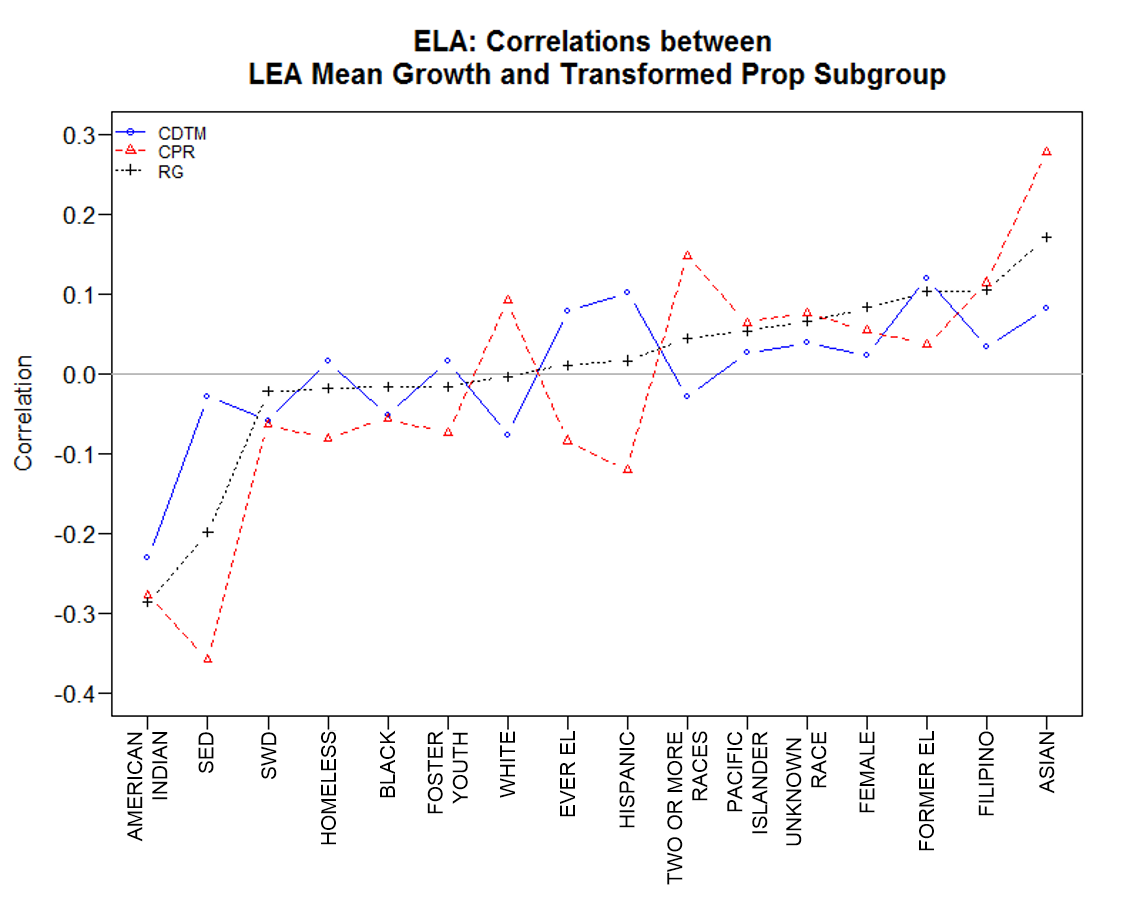 ELA: Correlations between
LEA Mean Growth and Transformed Prop Subgroup
CDTM
CPR
RG
0.3
0.2
0.1
0.0
-0.1
-0.2
-0.3
-0.4
Correlation
AMERICAN
INDIAN
SED
SWD
HOMELESS
BLACK
FOSTER
YOUTH
WHITE
EVER EL
HISPANIC
TWO OR MORE
RACES
PACIFIC
ISLANDER
UNKNOWN
RACE
FEMALE
FORMER EL
FILIPINO
ASIAN